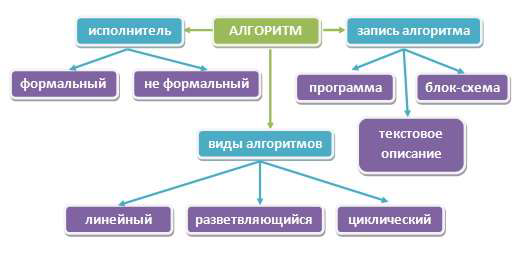 исполнитель
АЛГОРИТМ
запись алгоритма
формальный
не формальный
программа
блок-схема
текстовое
описание
виды алгоритмов
линейный
разветвляющийся
циклический